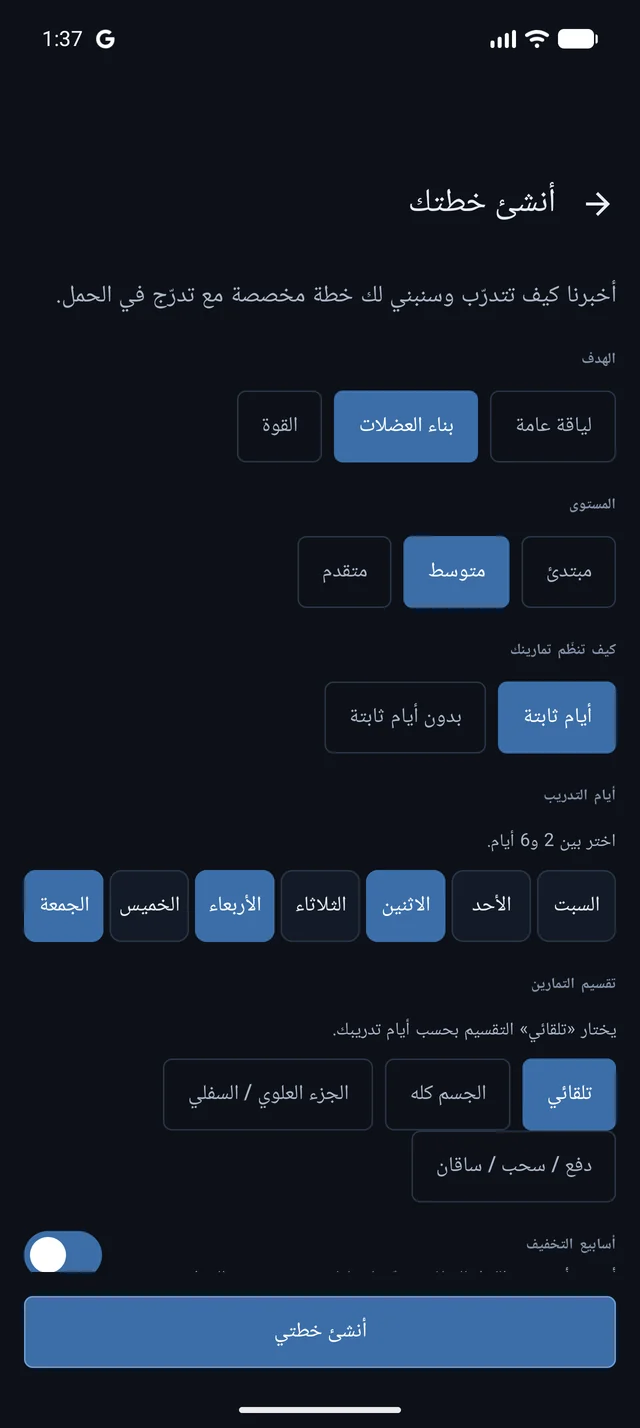 1:37 G
أنشئ خطتك
أخبرنا كيف تتدرّب وسنبني لك خطة مخصصة مع تدرّج في الحمل.
الهدف
لياقة عامة بناء العضلات القوة
المستوى
مبتدئ متوسط متقدم
كيف تنظّم تمارينك
أيام ثابتة بدون أيام ثابتة
أيام التدريب
اختر بين 2 و6 أيام.
السبت الأحد الاثنين الثلاثاء الأربعاء الخميس الجمعة
تقسيم التمارين
يختار «تلقائي» التقسيم بحسب أيام تدريبك.
تلقائي الجسم كله الجزء العلوي / السفلي
دفع / سحب / ساقان
أسابيع التخفيف
أنشئ خطتي